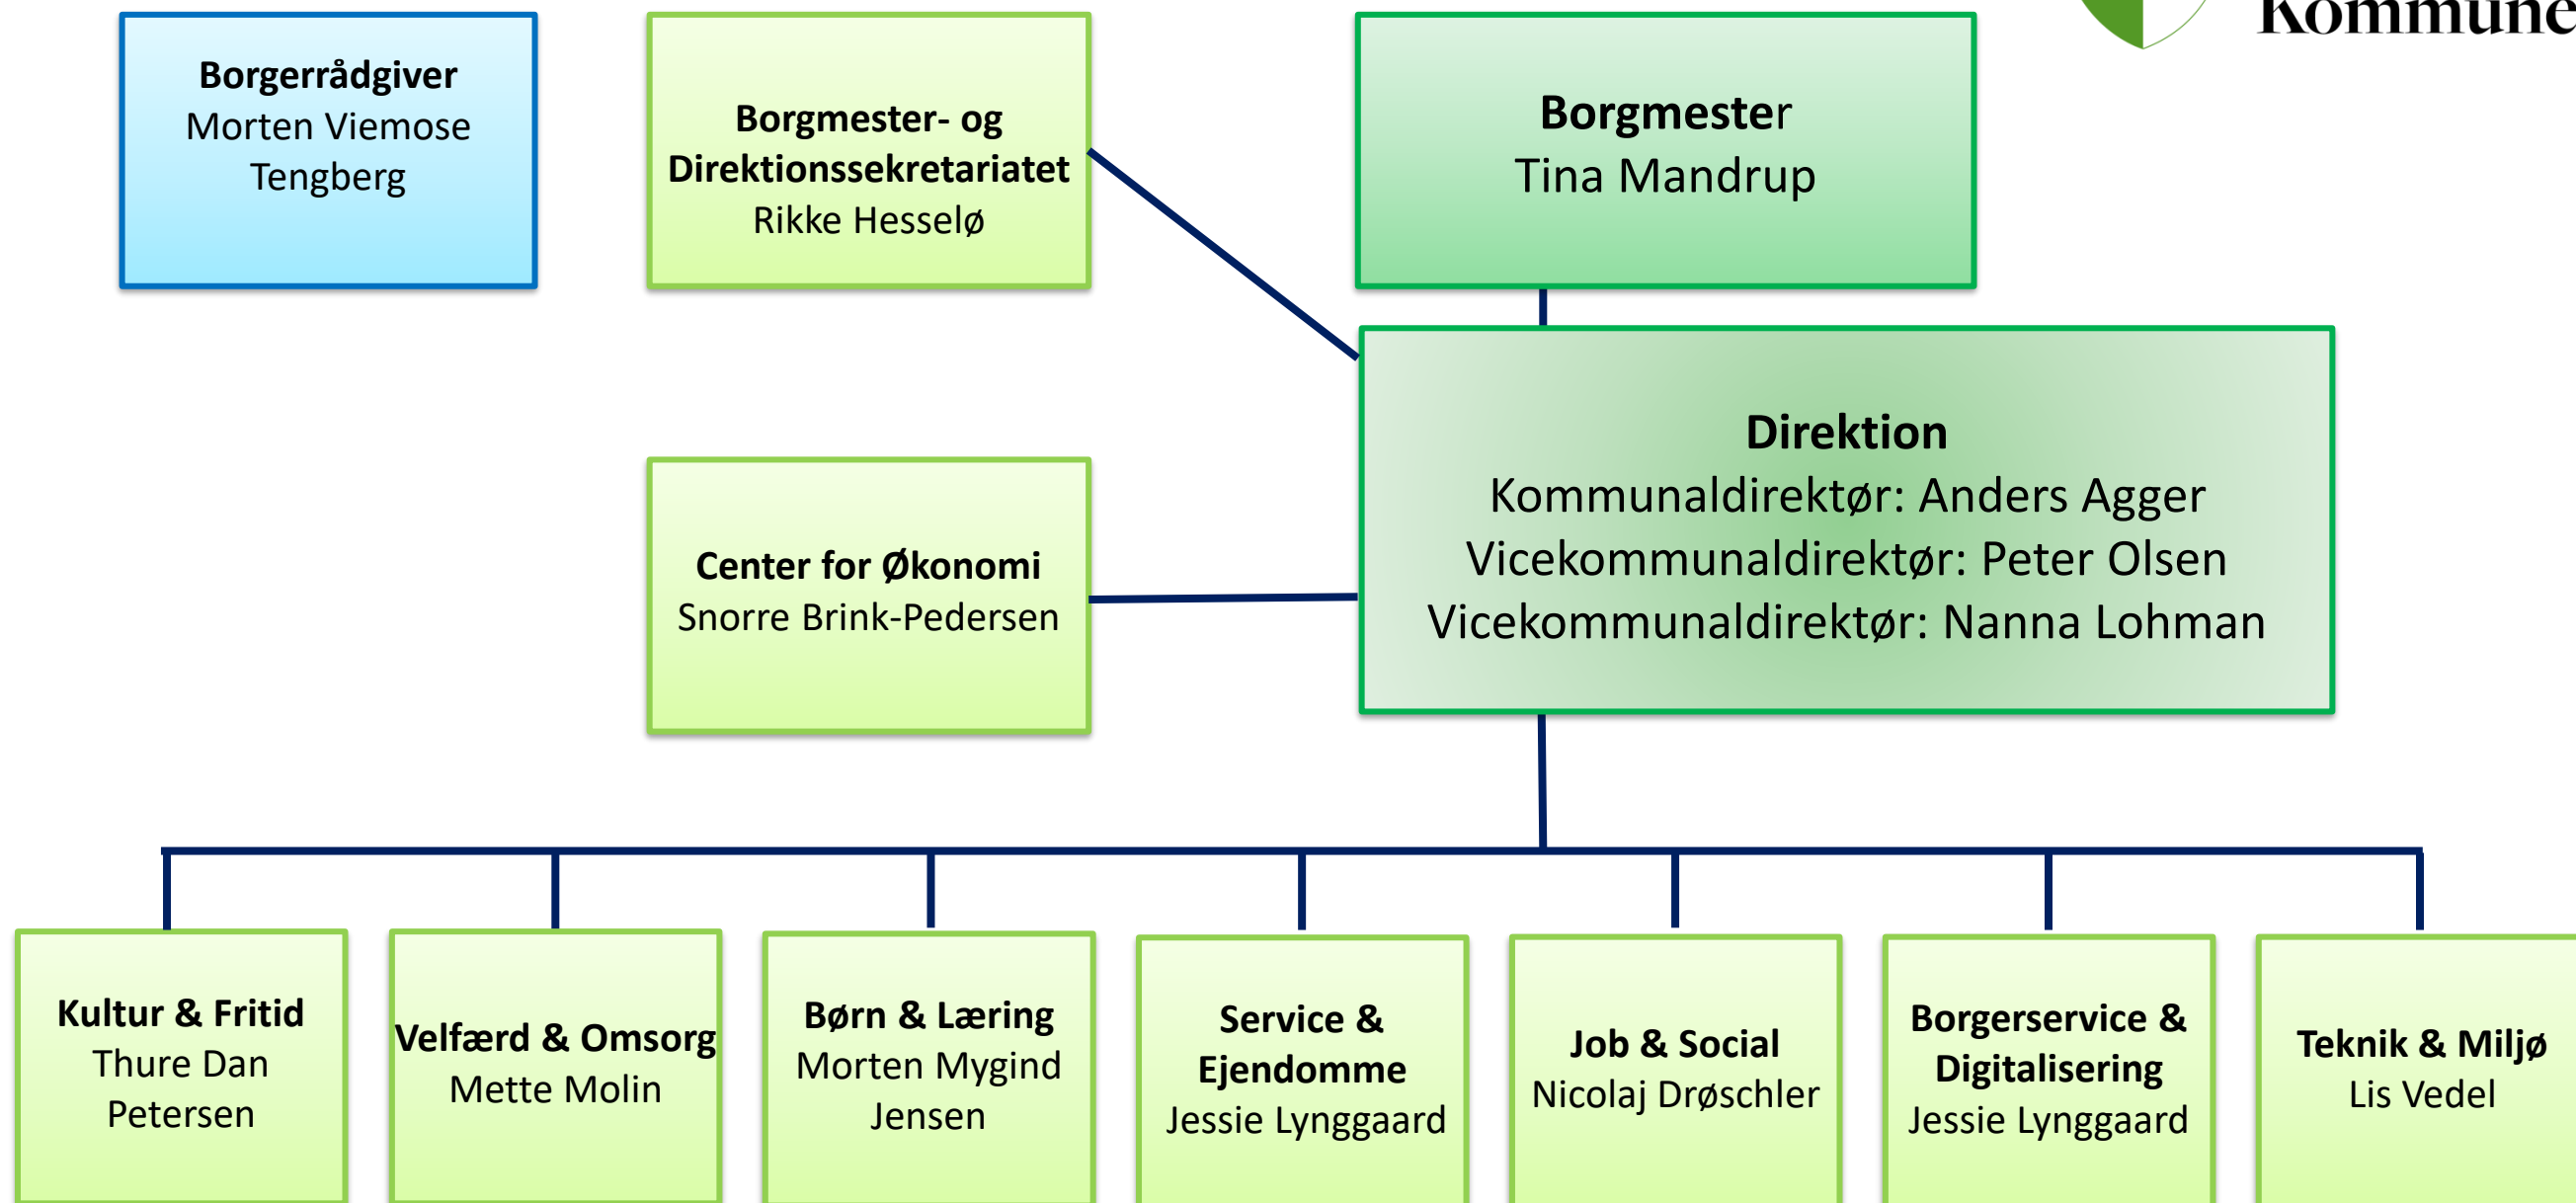 Kommune
Borgerrådgiver
Morten Viemose
Tengberg
Borgmester- og
Direktionssekretariatet
Rikke Hesselø
Borgmester
Tina Mandrup
Direktion
Kommunaldirektør: Anders Agger
Vicekommunaldirektør: Peter Olsen
Vicekommunaldirektør: Nanna Lohman
Center for Økonomi
Snorre Brink-Pedersen
Kultur & Fritid
Thure Dan
Petersen
Velfærd & Omsorg
Mette Molin
Børn & Læring
Morten Mygind
Jensen
Service &
Ejendomme
Jessie Lynggaard
Job & Social
Nicolaj Drøschler
Borgerservice &
Digitalisering
Jessie Lynggaard
Teknik & Miljø
Lis Vedel